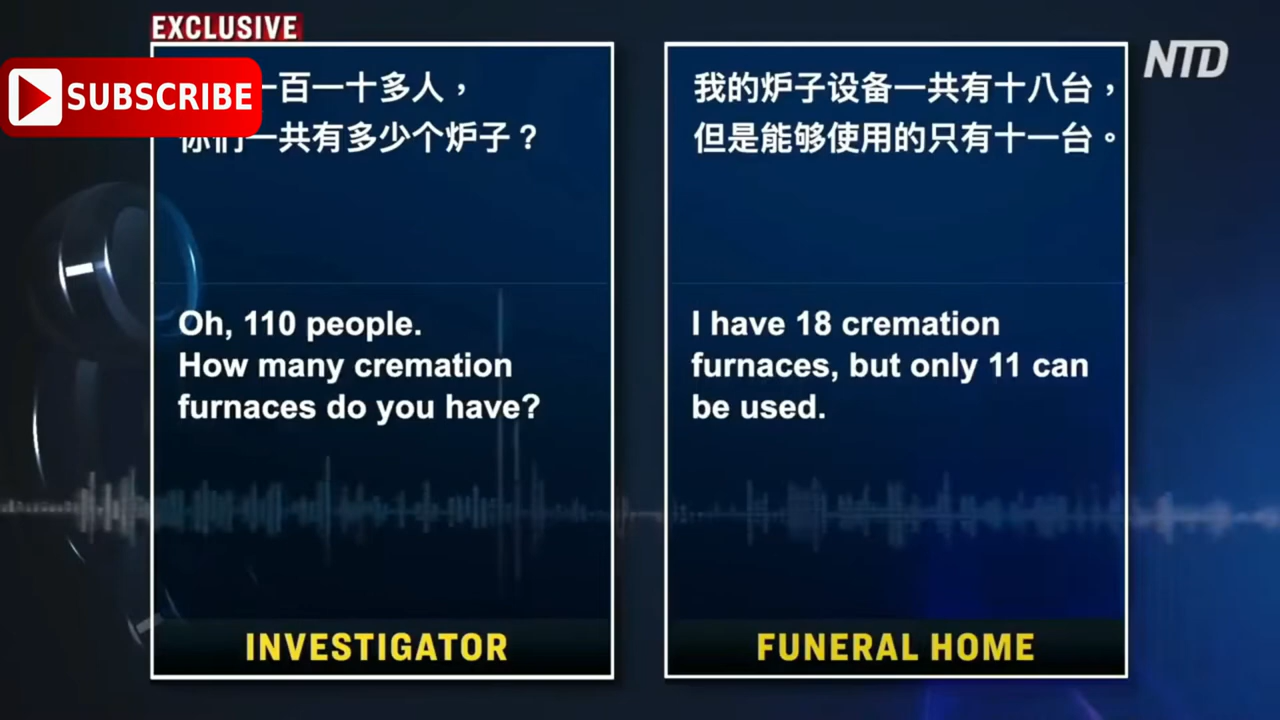 EXCLUSIVE
NTD
SUBSCRIBE
一百一十多人，
你们一共有多少个炉子？
Oh, 110 people.
How many cremation
furnaces do you have?
INVESTIGATOR
我的炉子设备一共有十八台，
但是能够使用的只有十一台。
I have 18 cremation
furnaces, but only 11 can
be used.
FUNERAL HOME